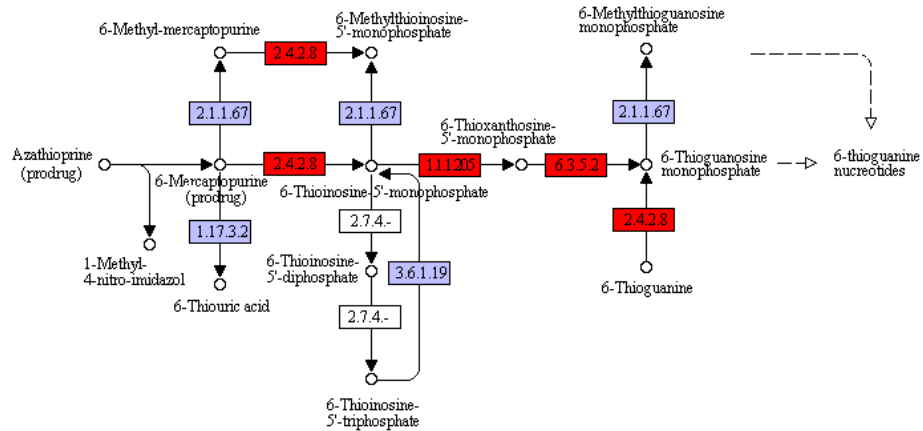 6-Methyl-mercaptopurine
6-Methylthioinosine-
5'-monophosphate
6-Methylthioguanosine
monophosphate
2.4.2.8
2.1.1.67
2.1.1.67
2.1.1.67
6-Thioxanthosine-
5'-monophosphate
Azathioprine
(prodrug)
2.4.2.8
1.1.1.205
6.3.5.2
6-Thioguanosine
monophosphate
6-thioguanine
nucreotides
6-Mercaptopurine
(prodrug)
6-Thioinosine-5'-monophosphate
1.17.3.2
2.7.4.-
2.4.2.8
1-Methyl-
4-nitro-imidazol
6-Thioinosine-
5'-diphosphate
3.6.1.19
6-Thioguanine
6-Thiouric acid
2.7.4.-
6-Thioinosine-
5'-triphosphate